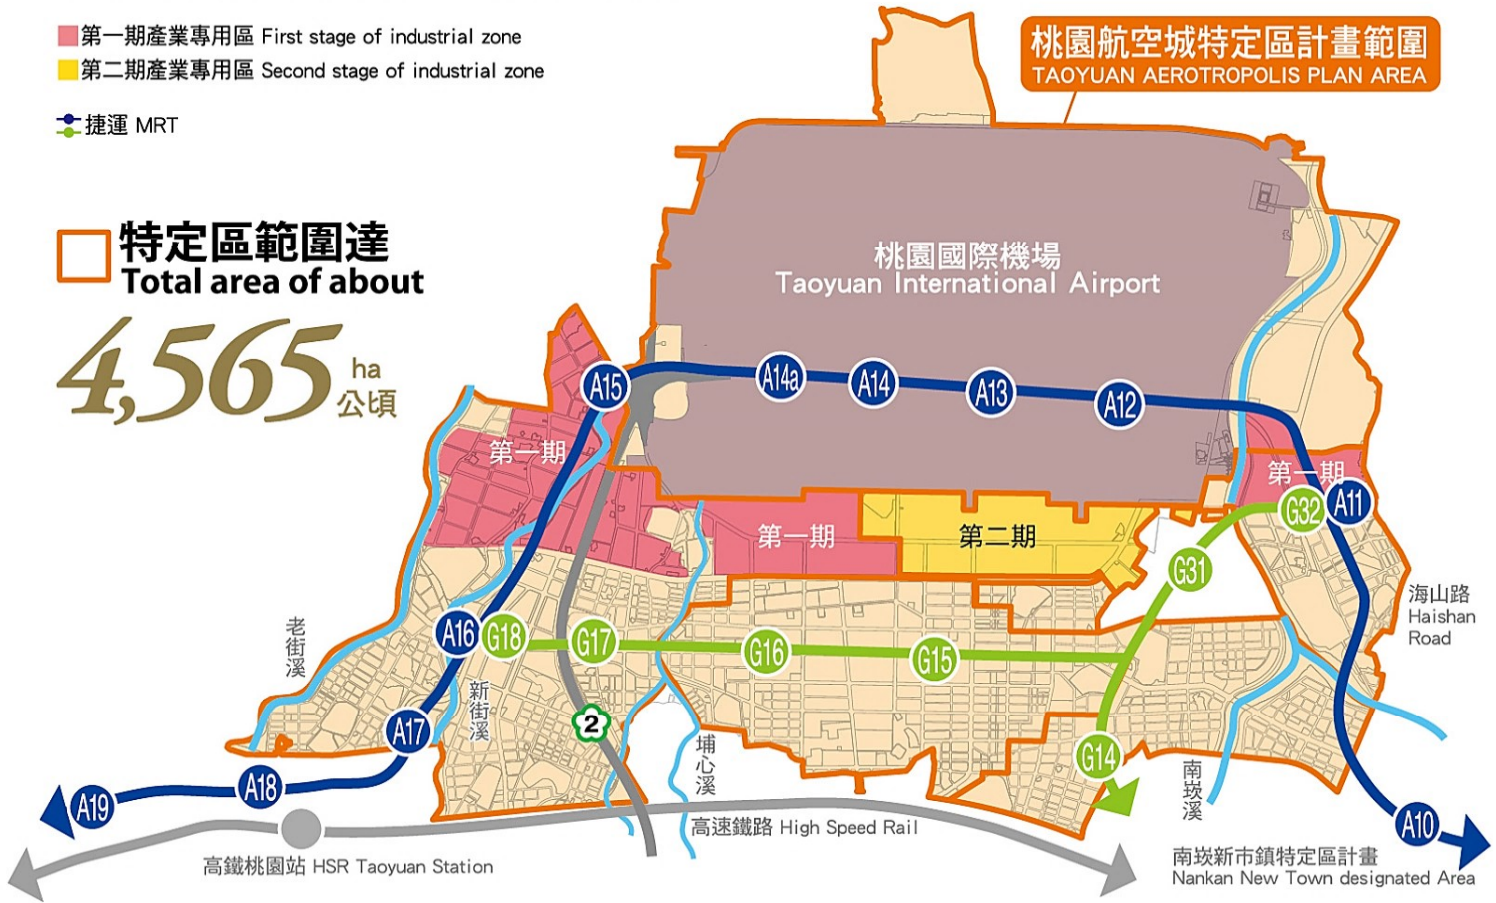 第一期產業專用區 First stage of industrial zone
第二期產業專用區 Second stage of industrial zone
捷運 MRT
桃園航空城特定區計畫範圍
TAOYUAN AEROTROPOLIS PLAN AREA
特定區範圍達
Total area of about
4,565 ha
公頃
桃園國際機場
Taoyuan International Airport
A15
A14a
A14
A13
A12
第一期
第一期
A11
G32
第一期
第二期
G31
海山路
Haishan
Road
老街溪
A16
G18
G17
G16
G15
新街溪
A17
2
埔心溪
G14
南崁溪
A18
A19
A10
高速鐵路 High Speed Rail
高鐵桃園站 HSR Taoyuan Station
南崁新市鎮特定區計畫
Nankan New Town designated Area